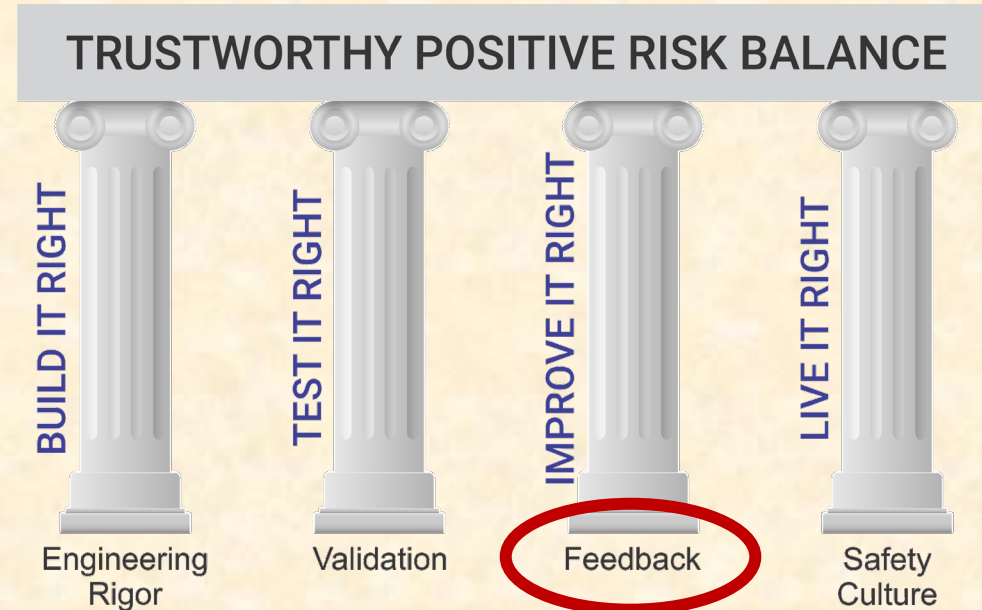 TRUSTWORTHY POSITIVE RISK BALANCE
BUILD IT RIGHT
TEST IT RIGHT
IMPROVE IT RIGHT
LIVE IT RIGHT
Engineering
Rigor
Validation
Feedback
Safety
Culture